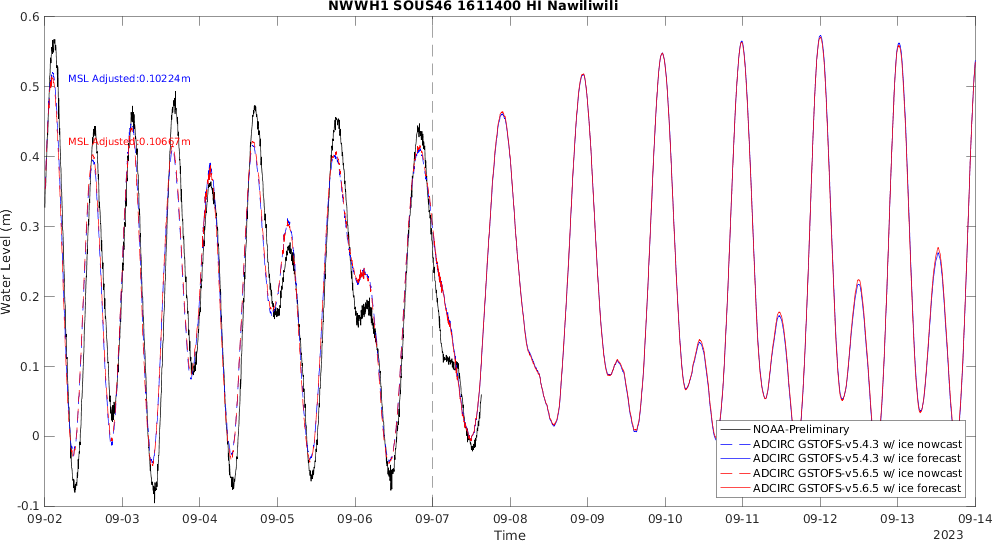 NWWH1 SOUS46 1611400 HI Nawiliwili
0.6
0.5
0.4
0.3
0.2
0.1
0
-0.1
Water Level (m)
MSL Adjusted:0.10224m
MSL Adjusted:0.10667m
NOAA-Preliminary
ADCIRC GSTOFS-v5.4.3 w/ ice nowcast
ADCIRC GSTOFS-v5.4.3 w/ ice forecast
ADCIRC GSTOFS-v5.6.5 w/ ice nowcast
ADCIRC GSTOFS-v5.6.5 w/ ice forecast
09-02 09-03 09-04 09-05 09-06 09-07 09-08 09-09 09-10 09-11 09-12 09-13 09-14
Time
2023